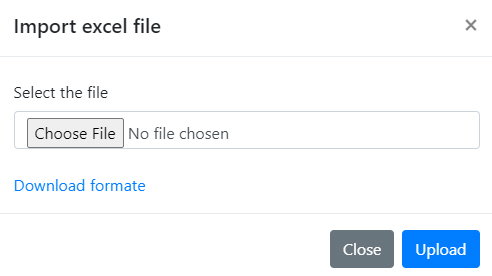 Import excel file ×
Select the file
Choose File No file chosen
Download formate
Close Upload